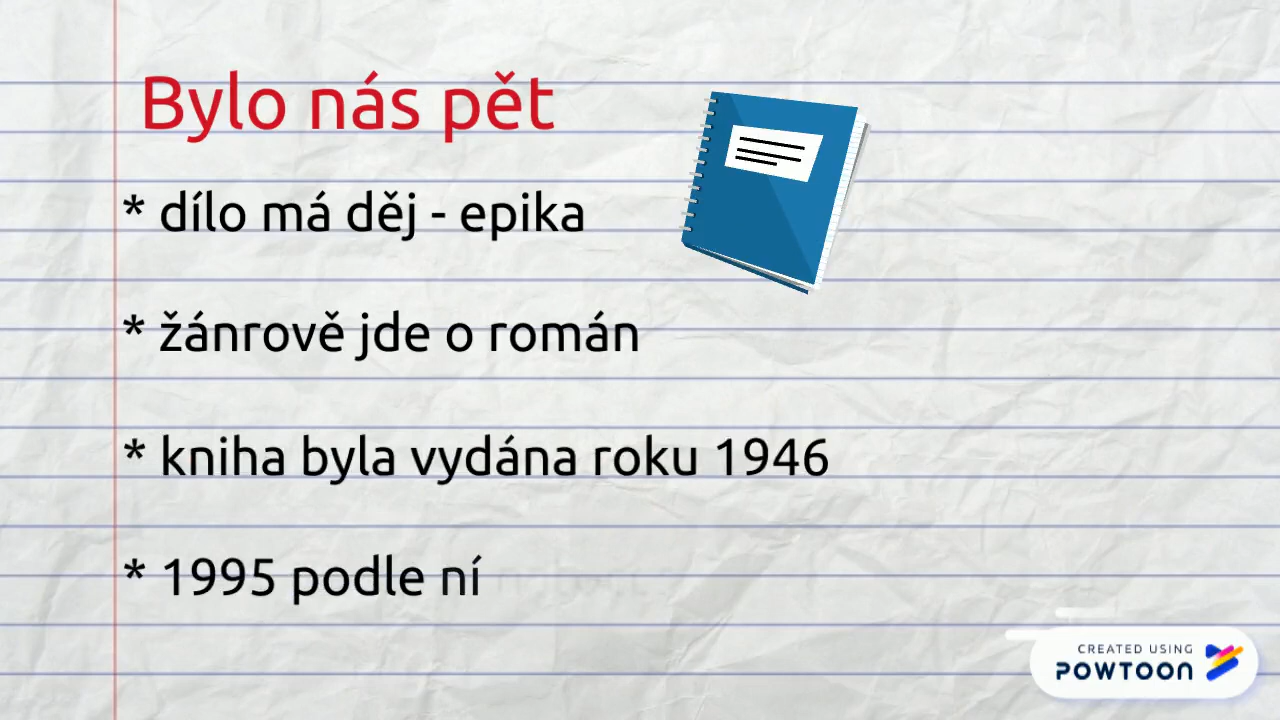 Bylo nás pět
* dílo má děj - epika
* žánrově jde o román
* kniha byla vydána roku 1946
* 1995 podle ní
CREATED USING
POWTOON